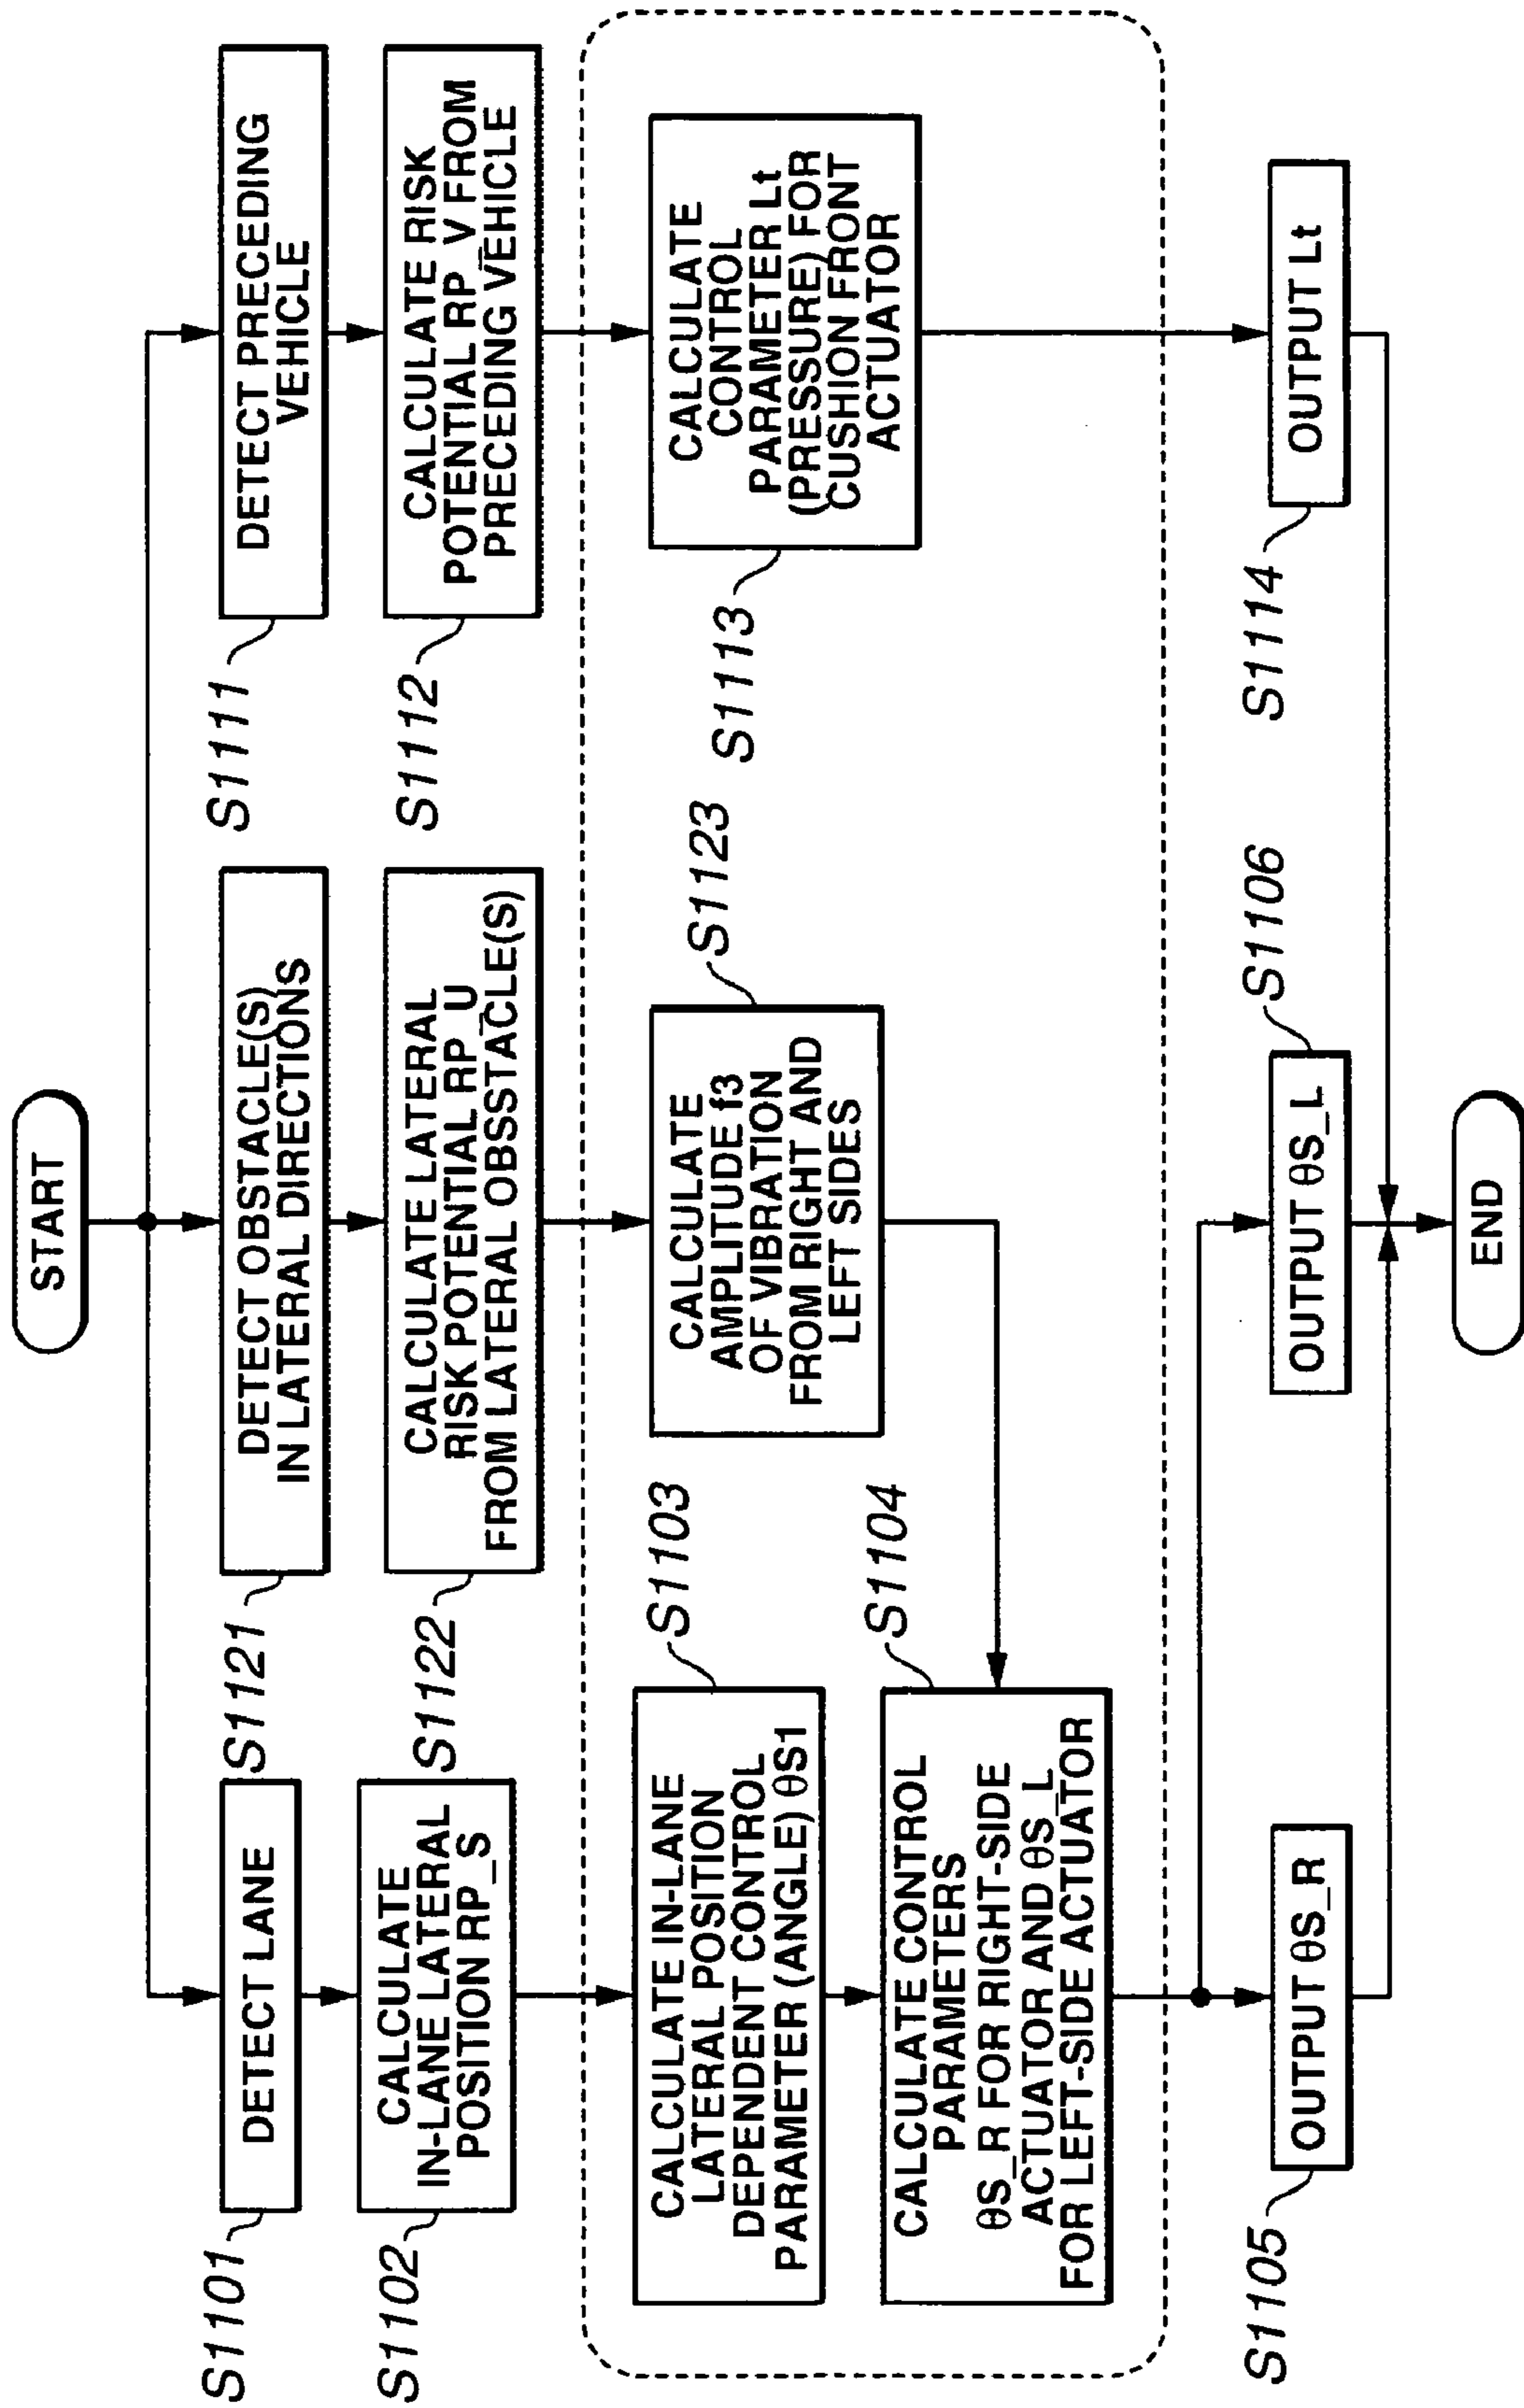 START
S1101
DETECT LANE
S1121
DETECT OBSTACLE(S)
IN LATERAL DIRECTIONS
S1111
DETECT PRECEDING
VEHICLE
S1102
CALCULATE
IN-LANE LATERAL
POSITION RP_S
S1122
CALCULATE LATERAL
RISK POTENTIAL RP_U
FROM LATERAL OBSSTACLE(S)
S1112
CALCULATE RISK
POTENTIAL RP_V FROM
PRECEDING VEHICLE
S1103
CALCULATE IN-LANE
LATERAL POSITION
DEPENDENT CONTROL
PARAMETER (ANGLE) θS1
S1123
CALCULATE
AMPLITUDE f3
OF VIBRATION
FROM RIGHT AND
LEFT SIDES
S1113
CALCULATE
CONTROL
PARAMETER Lt
(PRESSURE) FOR
CUSHION FRONT
ACTUATOR
S1104
CALCULATE CONTROL
PARAMETERS
θS_R FOR RIGHT-SIDE
ACTUATOR AND θS_L
FOR LEFT-SIDE ACTUATOR
S1105
OUTPUT θS_R
S1106
OUTPUT θS_L
S1114
OUTPUT Lt
END